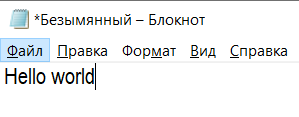 *Безымянный – Блокнот
Файл Правка Формат Вид Справка
Hello world